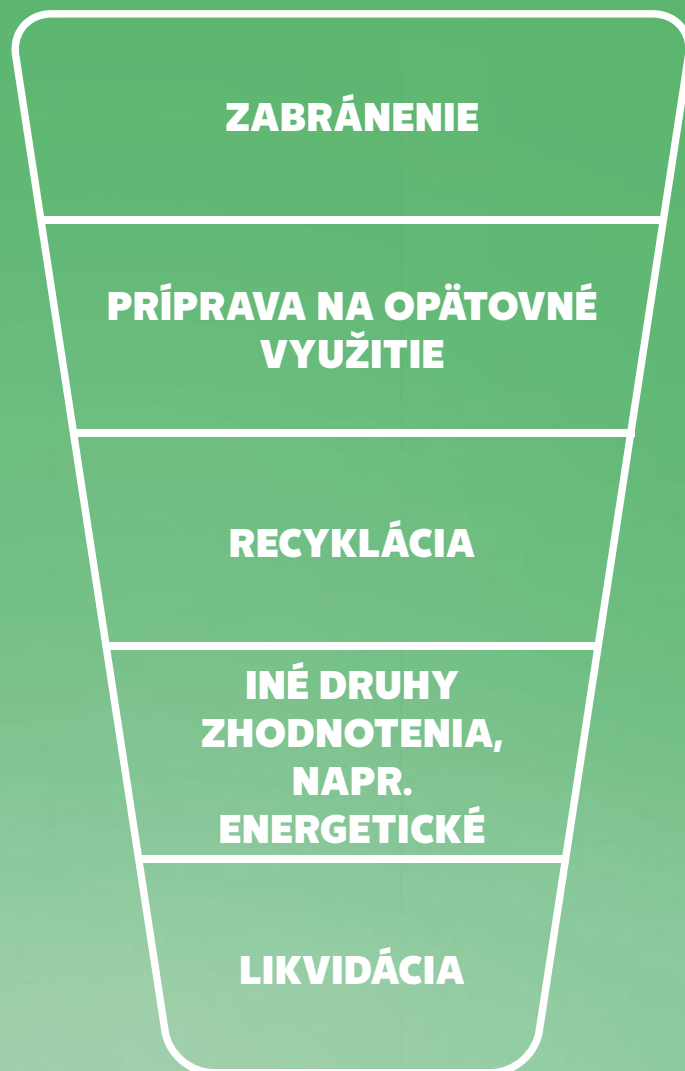 ZABRÁNENIE
PRÍPRAVA NA OPÄTOVNÉ
VYUŽITIE
RECYKLÁCIA
INÉ DRUHY
ZHODNOTENIA,
NAPR.
ENERGETICKÉ
LIKVIDÁCIA